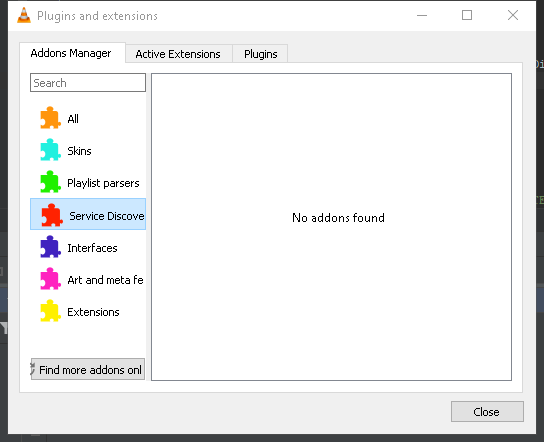 Plugins and extensions
Addons Manager
Active Extensions
Plugins
Search
All
Skins
Playlist parsers
Service Discove
Interfaces
Art and meta fe
Extensions
Find more addons onl
No addons found
Close